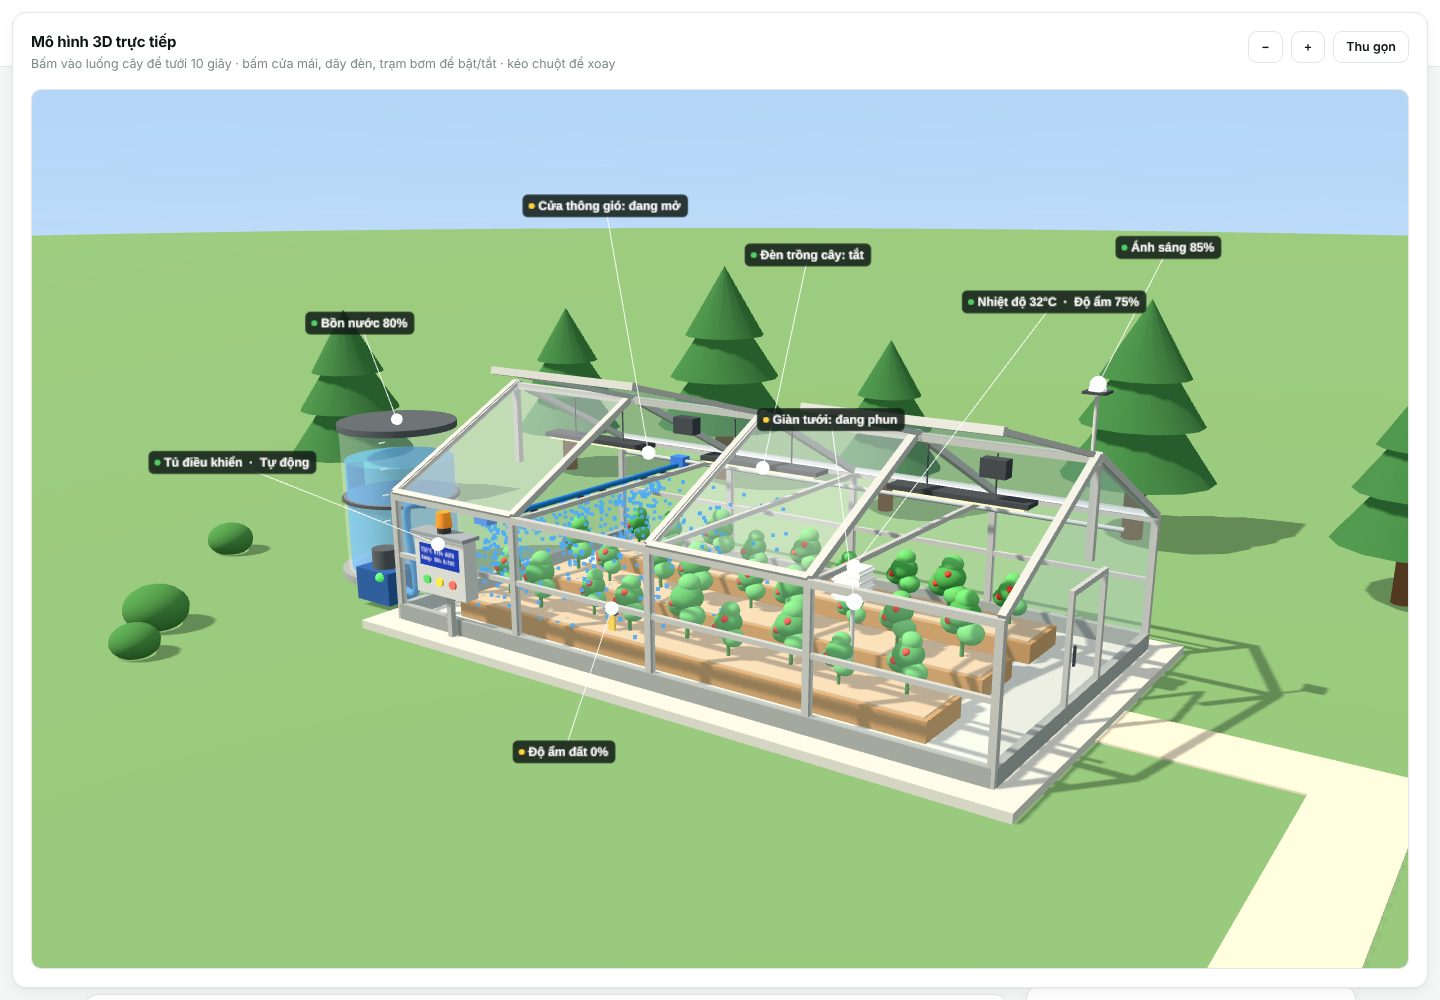 Mô hình 3D trực tiếp
Bấm vào luống cây để tưới 10 giây · bấm cửa mái, dãy đèn, trạm bơm để bật/tắt · kéo chuột để xoay
−
+
Thu gọn
Cửa thông gió: đang mở
Đèn trồng cây: tắt
Ánh sáng 85%
Nhiệt độ 32°C · Độ ẩm 75%
Bồn nước 80%
Giàn tưới: đang phun
Tủ điều khiển · Tự động
Độ ẩm đất 0%